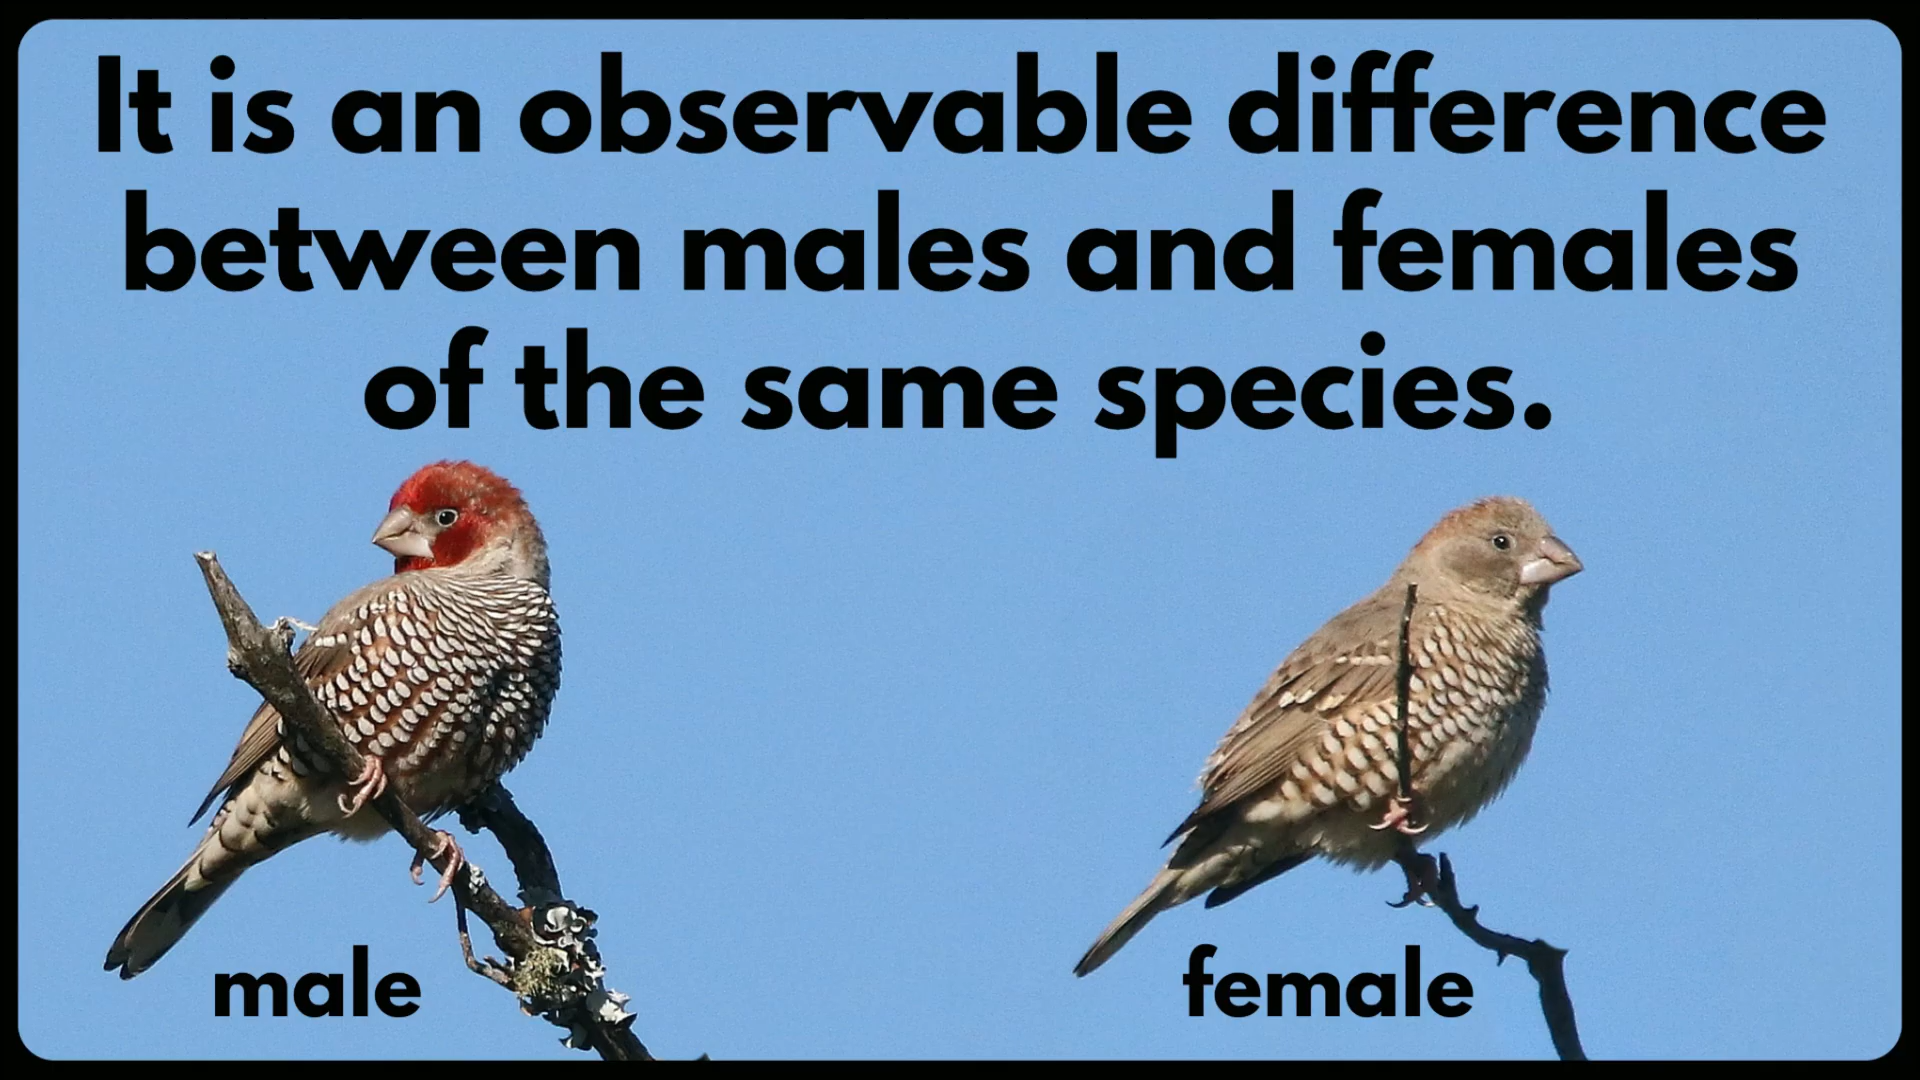 It is an observable difference
between males and females
of the same species.
male
female